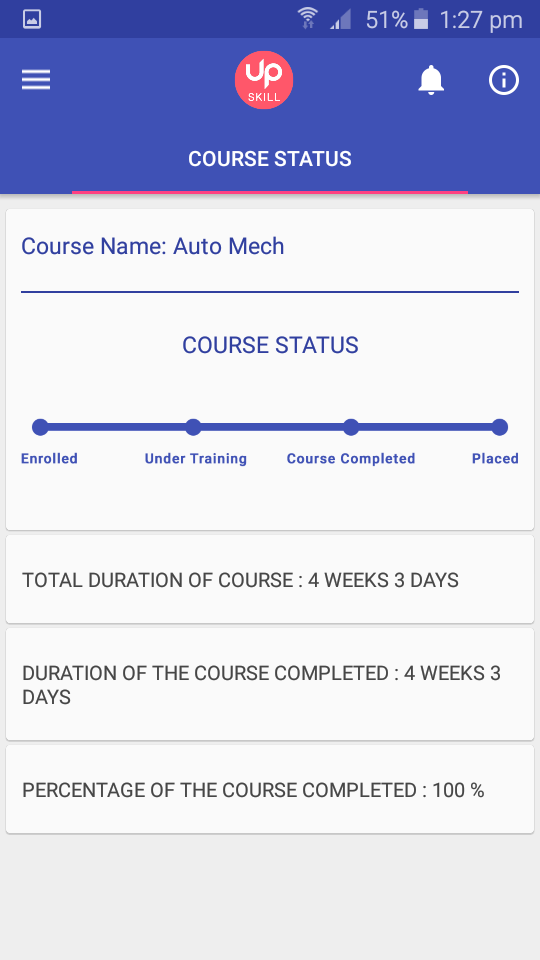 51% 1:27 pm
Up
SKILL
COURSE STATUS
Course Name: Auto Mech
COURSE STATUS
Enrolled Under Training Course Completed Placed
TOTAL DURATION OF COURSE : 4 WEEKS 3 DAYS
DURATION OF THE COURSE COMPLETED : 4 WEEKS 3
DAYS
PERCENTAGE OF THE COURSE COMPLETED : 100 %